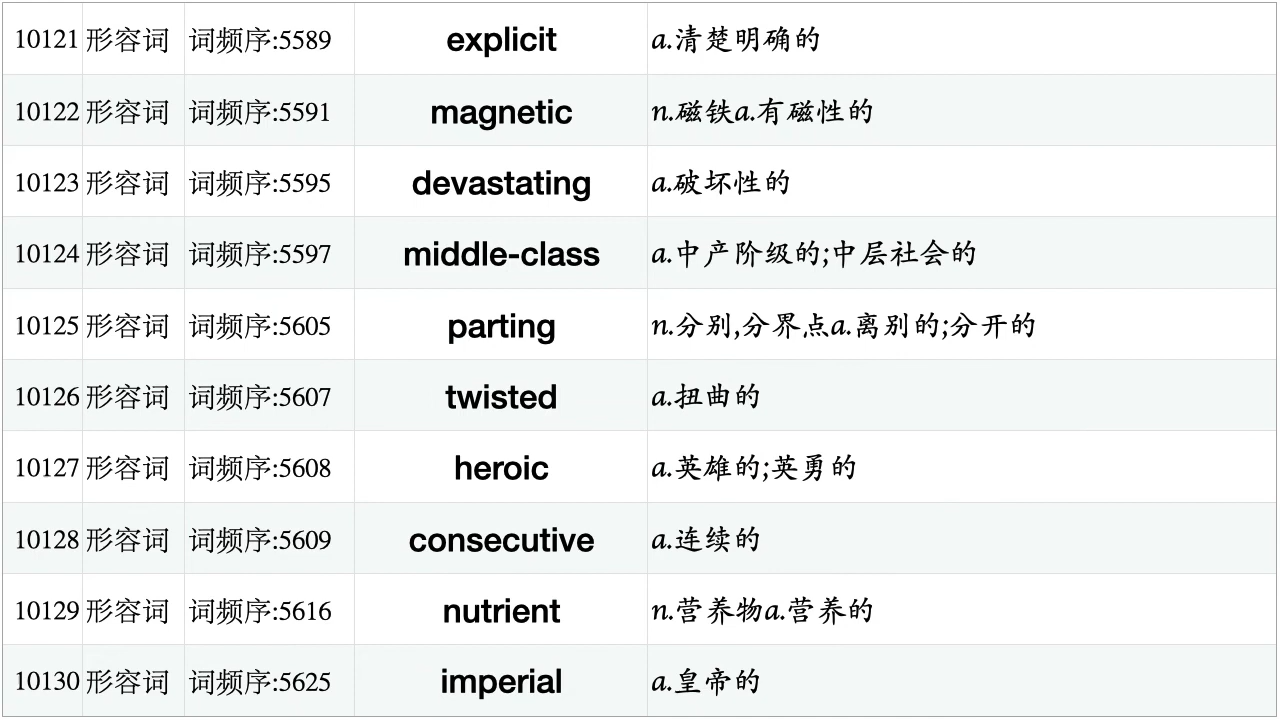 10121 形容词 词频序:5589 explicit a.清楚明确的
10122 形容词 词频序:5591 magnetic n.磁铁a.有磁性的
10123 形容词 词频序:5595 devastating a.破坏性的
10124 形容词 词频序:5597 middle-class a.中产阶级的;中层社会的
10125 形容词 词频序:5605 parting n.分别,分界点a.离别的;分开的
10126 形容词 词频序:5607 twisted a.扭曲的
10127 形容词 词频序:5608 heroic a.英雄的;英勇的
10128 形容词 词频序:5609 consecutive a.连续的
10129 形容词 词频序:5616 nutrient n.营养物a.营养的
10130 形容词 词频序:5625 imperial a.皇帝的